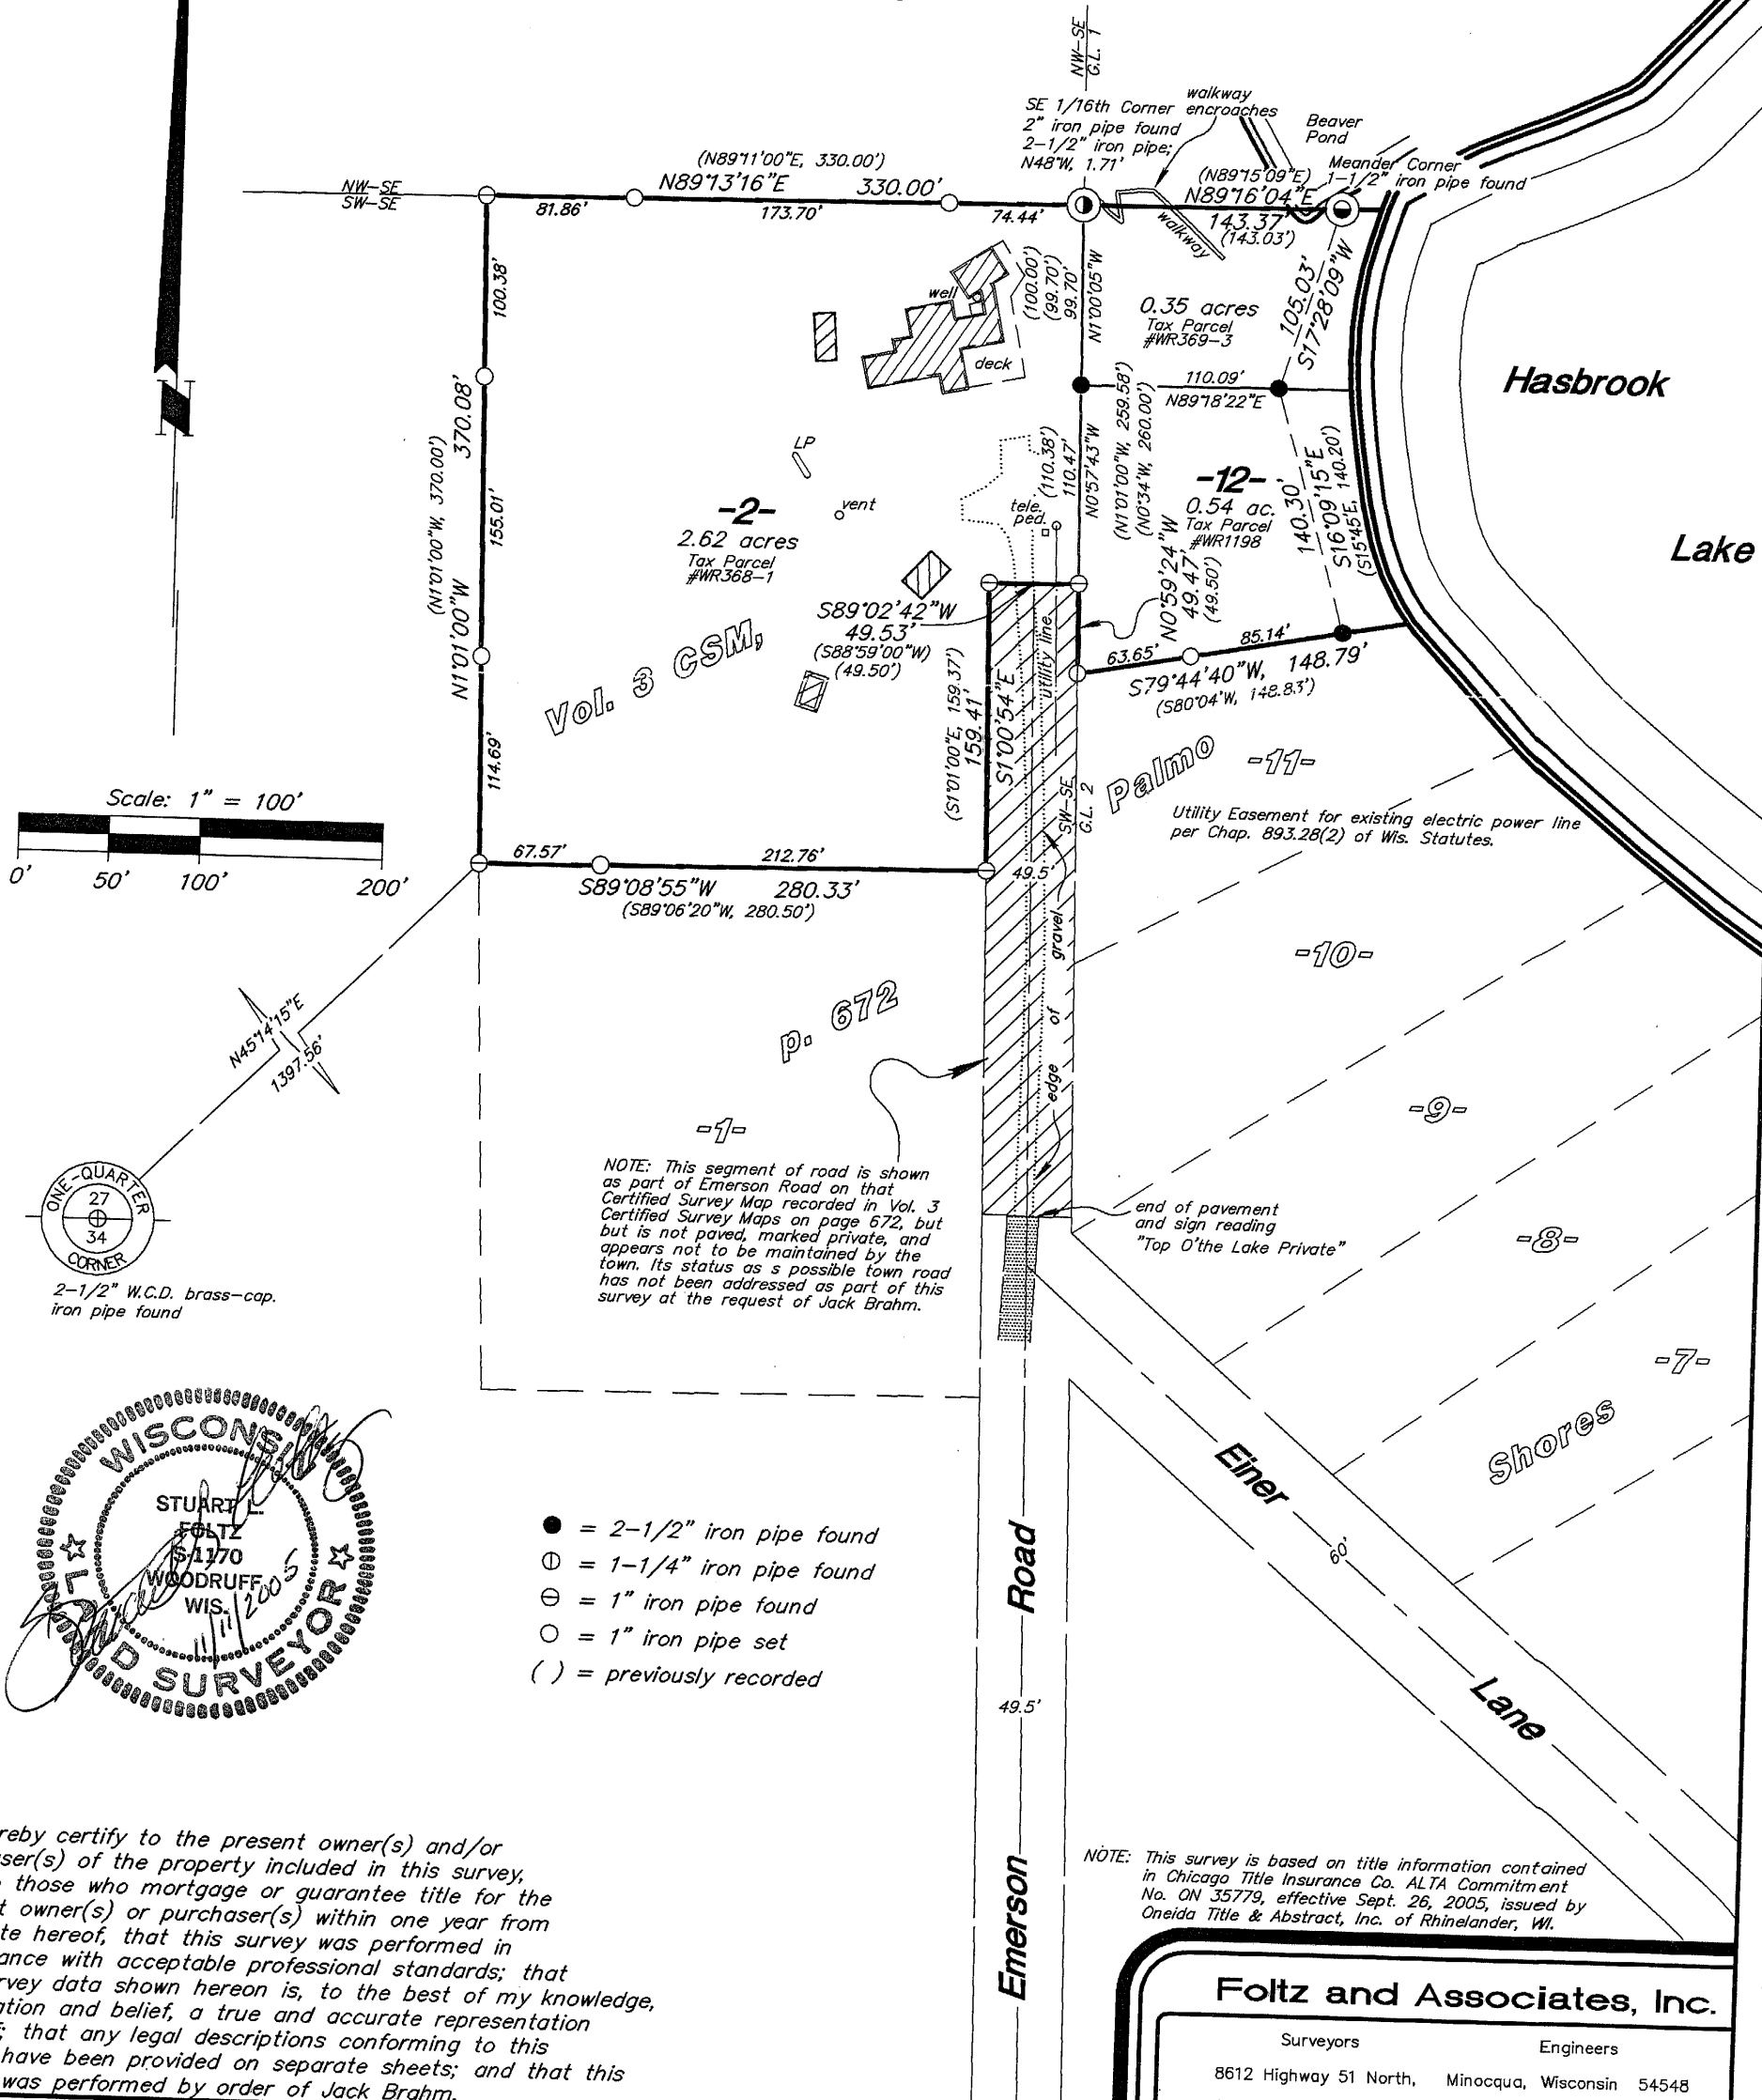 NW-SE
G.L. 1
SE 1/16th Corner
2" iron pipe found
2-1/2" iron pipe;
N48°W, 1.71'
walkway
encroaches
Beaver
Pond
Meander Corner
1-1/2" iron pipe found
(N89°11'00"E, 330.00')
N89°13'16"E 330.00'
(N89°15'09"E)
N89°16'04"E
143.37'
(143.03')
walkway
NW-SE
SW-SE
81.86'
173.70'
74.44'
100.38'
370.08'
(N1°01'00"W, 370.00')
155.01'
N1°01'00"W
114.69'
well
deck
(100.00')
(99.70')
99.70'
N1°00'05"W
0.35 acres
Tax Parcel
#WR369-3
105.03'
S17°28'09"W
110.09'
N89°18'22"E
Hasbrook
Lake
LP
vent
-2-
2.62 acres
Tax Parcel
#WR368-1
tele.
ped.
(110.38')
110.47'
N0°57'43"W
(N1°01'00"W, 259.58')
(N0°34'W, 260.00')
-12-
0.54 ac.
Tax Parcel
#WR1198
140.30'
S16°09'15"E
(S15°45'E, 140.20')
N0°59'24"W
49.47'
(49.50')
S89°02'42"W
49.53'
(S88°59'00"W)
(49.50')
utility line
63.65'
85.14'
S79°44'40"W, 148.79'
(S80°04'W, 148.83')
Vol. 3 CSM,
(S1°01'00"E, 159.37')
159.41'
S1°00'54"E
SW-SE
G.L. 2
Palmo
-11-
Utility Easement for existing electric power line
per Chap. 893.28(2) of Wis. Statutes.
Scale: 1" = 100'
0' 50' 100' 200'
67.57'
212.76'
S89°08'55"W 280.33'
(S89°06'20"W, 280.50')
49.5'
edge of gravel
-10-
p. 672
N45°14'15"E
1397.56'
-9-
-1-
NOTE: This segment of road is shown
as part of Emerson Road on that
Certified Survey Map recorded in Vol. 3
Certified Survey Maps on page 672, but
but is not paved, marked private, and
appears not to be maintained by the
town. Its status as s possible town road
has not been addressed as part of this
survey at the request of Jack Brahm.
ONE-QUARTER
27
34
CORNER
2-1/2" W.C.D. brass-cap.
iron pipe found
end of pavement
and sign reading
"Top O'the Lake Private"
-8-
-7-
Shores
WISCONSIN
STUART L.
FOLTZ
S-1170
WOODRUFF
WIS.
11/11/2005
SURVEYOR
● = 2-1/2" iron pipe found
⦶ = 1-1/4" iron pipe found
⊖ = 1" iron pipe found
○ = 1" iron pipe set
( ) = previously recorded
Einer
60'
Lane
49.5'
Emerson Road
reby certify to the present owner(s) and/or
ser(s) of the property included in this survey,
those who mortgage or guarantee title for the
t owner(s) or purchaser(s) within one year from
te hereof, that this survey was performed in
ance with acceptable professional standards; that
rvey data shown hereon is, to the best of my knowledge,
ation and belief, a true and accurate representation
; that any legal descriptions conforming to this
have been provided on separate sheets; and that this
was performed by order of Jack Brahm.
NOTE: This survey is based on title information contained
in Chicago Title Insurance Co. ALTA Commitment
No. ON 35779, effective Sept. 26, 2005, issued by
Oneida Title & Abstract, Inc. of Rhinelander, WI.
Foltz and Associates, Inc.
Surveyors Engineers
8612 Highway 51 North, Minocqua, Wisconsin 54548